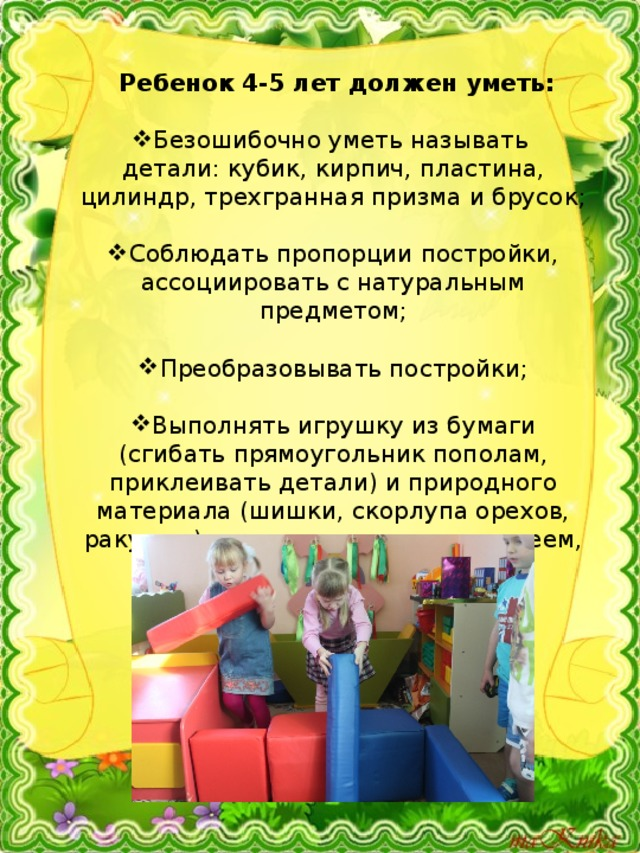 Ребенок 4-5 лет должен уметь:
❖Безошибочно уметь называть
детали: кубик, кирпич, пластина,
цилиндр, трехгранная призма и брусок;
❖Соблюдать пропорции постройки,
ассоциировать с натуральным
предметом;
❖Преобразовывать постройки;
❖Выполнять игрушку из бумаги
(сгибать прямоугольник пополам,
приклеивать детали) и природного
материала (шишки, скорлупа орехов,